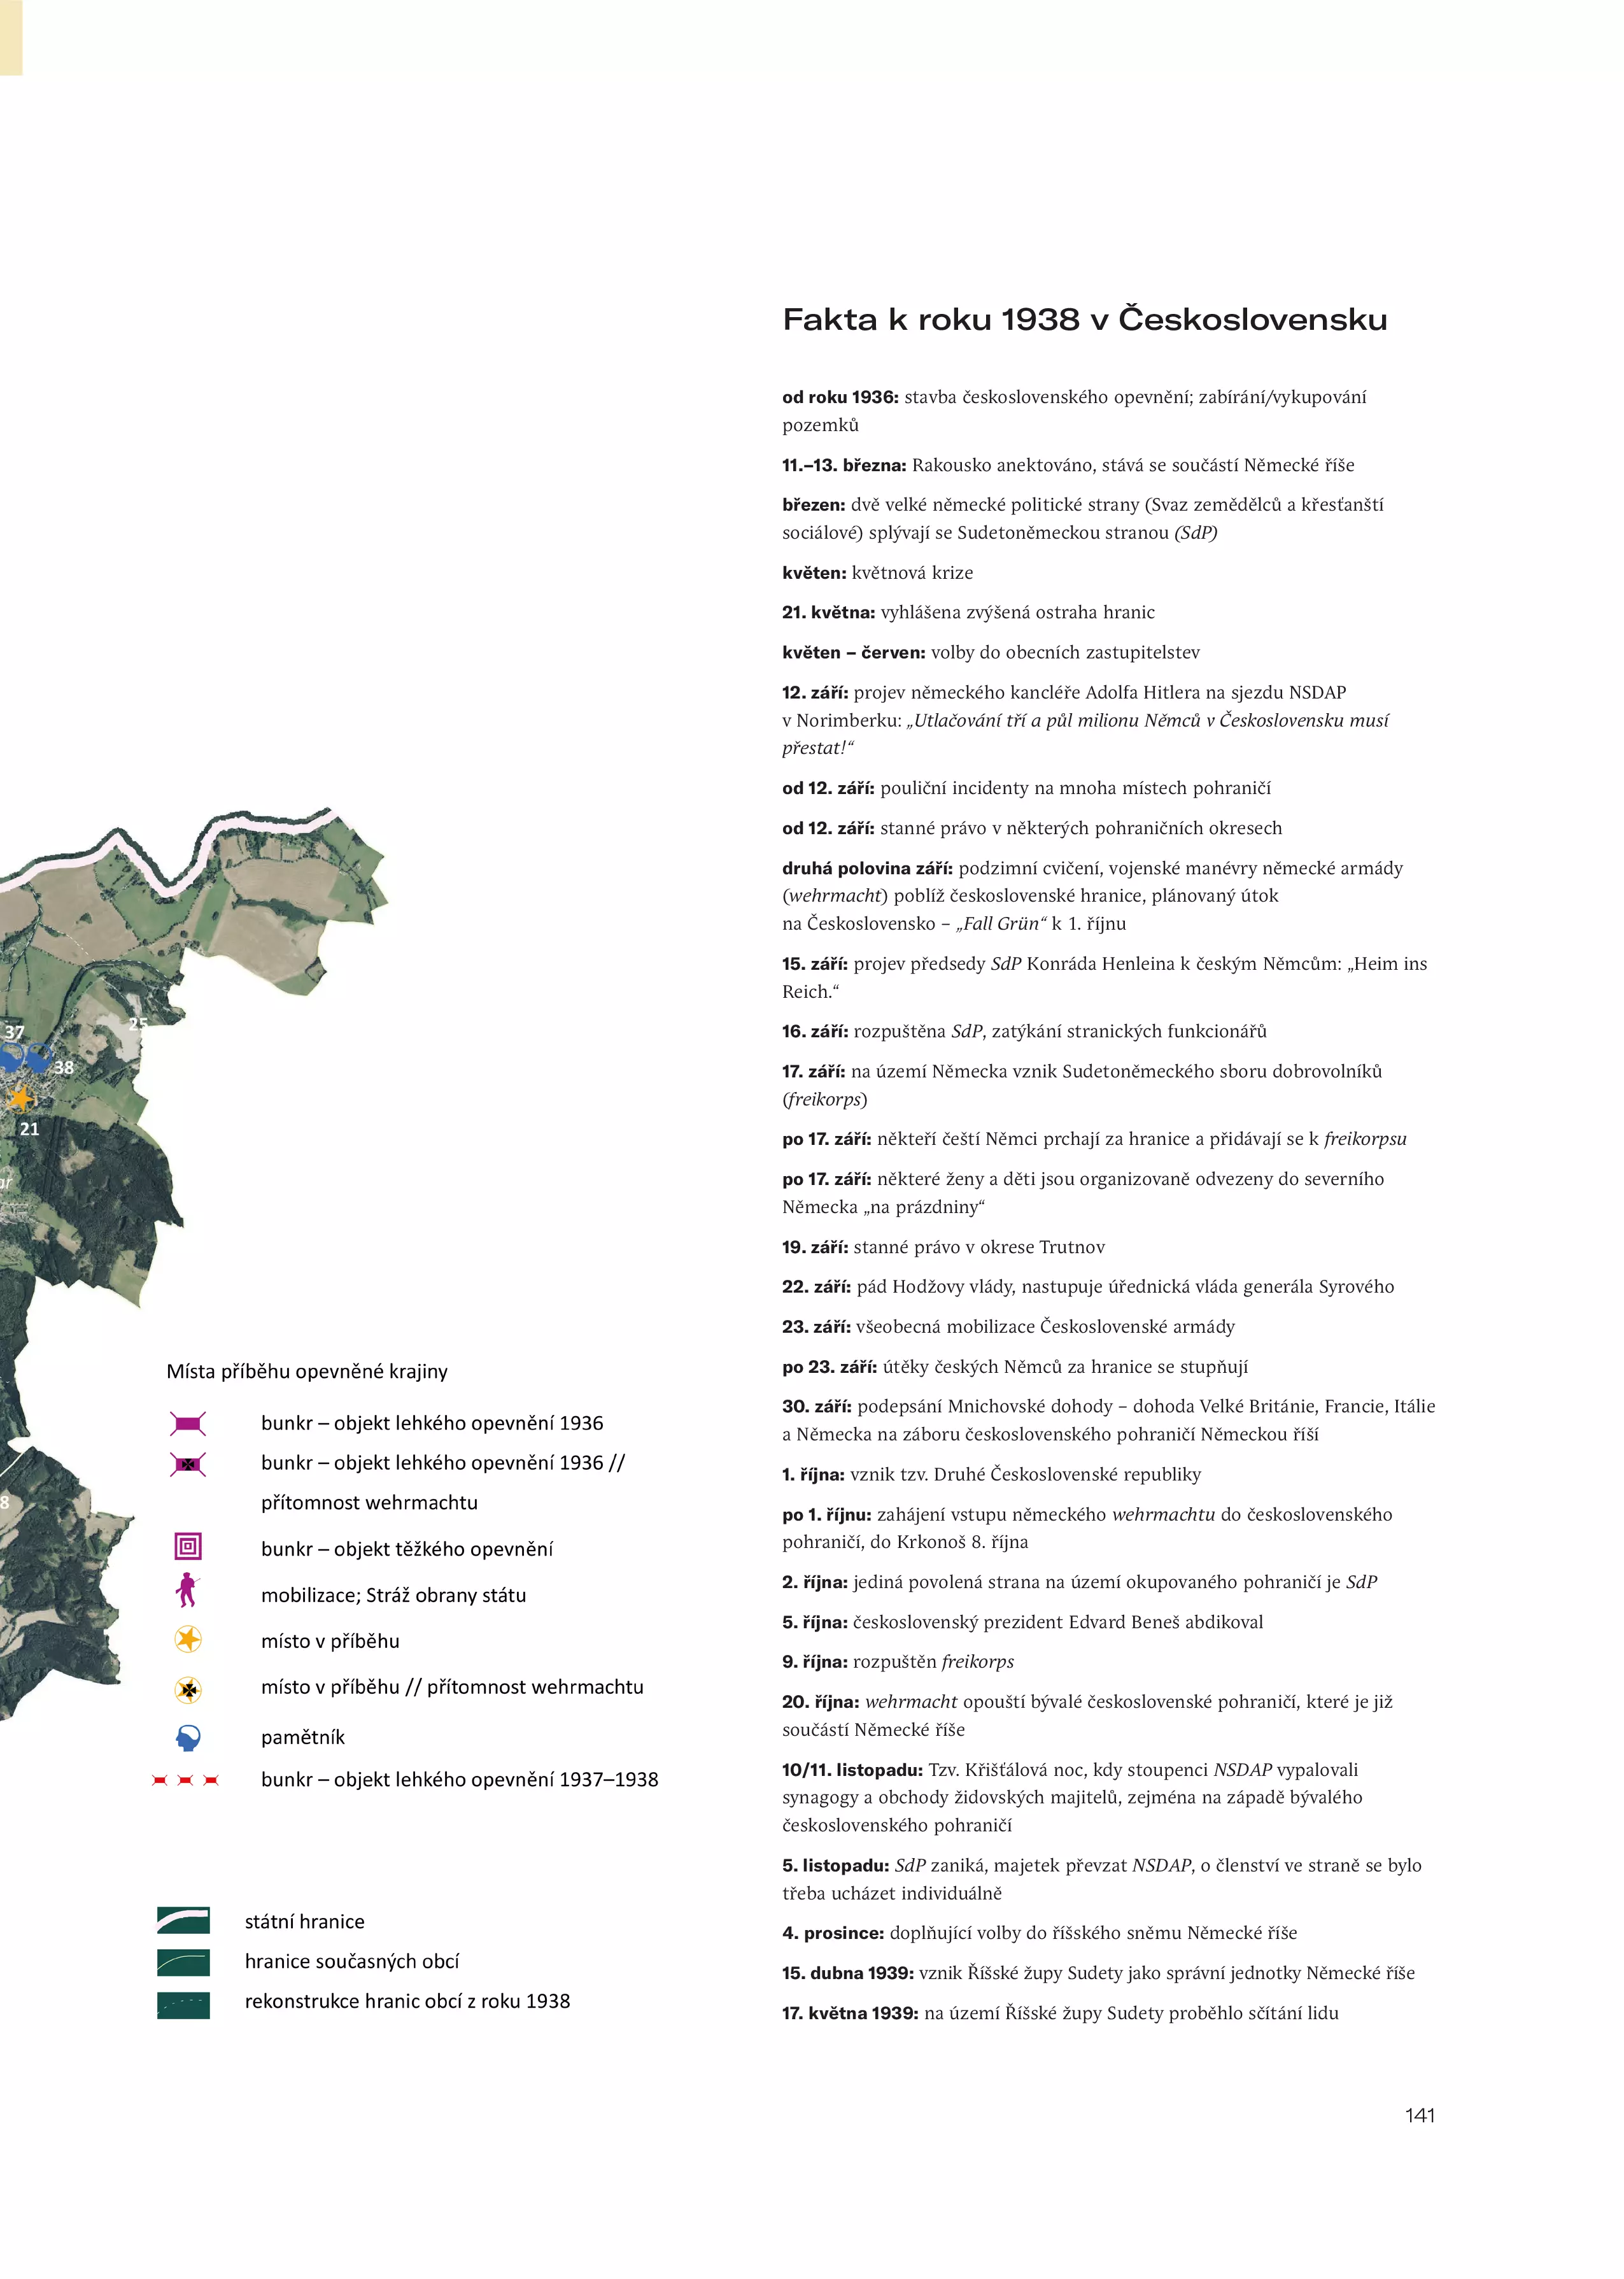 Fakta k roku 1938 v Československu
od roku 1936: stavba československého opevnění; zabírání/vykupování
pozemků
11.–13. března: Rakousko anektováno, stává se součástí Německé říše
březen: dvě velké německé politické strany (Svaz zemědělců a křesťanští
sociálové) splývají se Sudetoněmeckou stranou (SdP)
květen: květnová krize
21. května: vyhlášena zvýšená ostraha hranic
květen – červen: volby do obecních zastupitelstev
12. září: projev německého kancléře Adolfa Hitlera na sjezdu NSDAP
v Norimberku: „Utlačování tří a půl milionu Němců v Československu musí
přestat!“
od 12. září: pouliční incidenty na mnoha místech pohraničí
od 12. září: stanné právo v některých pohraničních okresech
druhá polovina září: podzimní cvičení, vojenské manévry německé armády
(wehrmacht) poblíž československé hranice, plánovaný útok
na Československo – „Fall Grün“ k 1. říjnu
15. září: projev předsedy SdP Konráda Henleina k českým Němcům: „Heim ins
Reich.“
16. září: rozpuštěna SdP, zatýkání stranických funkcionářů
17. září: na území Německa vznik Sudetoněmeckého sboru dobrovolníků
(freikorps)
po 17. září: někteří čeští Němci prchají za hranice a přidávají se k freikorpsu
po 17. září: některé ženy a děti jsou organizovaně odvezeny do severního
Německa „na prázdniny“
19. září: stanné právo v okrese Trutnov
22. září: pád Hodžovy vlády, nastupuje úřednická vláda generála Syrového
23. září: všeobecná mobilizace Československé armády
po 23. září: útěky českých Němců za hranice se stupňují
30. září: podepsání Mnichovské dohody – dohoda Velké Británie, Francie, Itálie
a Německa na záboru československého pohraničí Německou říší
1. října: vznik tzv. Druhé Československé republiky
po 1. říjnu: zahájení vstupu německého wehrmachtu do československého
pohraničí, do Krkonoš 8. října
2. října: jediná povolená strana na území okupovaného pohraničí je SdP
5. října: československý prezident Edvard Beneš abdikoval
9. října: rozpuštěn freikorps
20. října: wehrmacht opouští bývalé československé pohraničí, které je již
součástí Německé říše
10/11. listopadu: Tzv. Křišťálová noc, kdy stoupenci NSDAP vypalovali
synagogy a obchody židovských majitelů, zejména na západě bývalého
československého pohraničí
5. listopadu: SdP zaniká, majetek převzat NSDAP, o členství ve straně se bylo
třeba ucházet individuálně
4. prosince: doplňující volby do říšského sněmu Německé říše
15. dubna 1939: vznik Říšské župy Sudety jako správní jednotky Německé říše
17. května 1939: na území Říšské župy Sudety proběhlo sčítání lidu
37
25
38
21
8
Místa příběhu opevněné krajiny
bunkr – objekt lehkého opevnění 1936
bunkr – objekt lehkého opevnění 1936 //
přítomnost wehrmachtu
bunkr – objekt těžkého opevnění
mobilizace; Stráž obrany státu
místo v příběhu
místo v příběhu // přítomnost wehrmachtu
pamětník
bunkr – objekt lehkého opevnění 1937–1938
státní hranice
hranice současných obcí
rekonstrukce hranic obcí z roku 1938
141